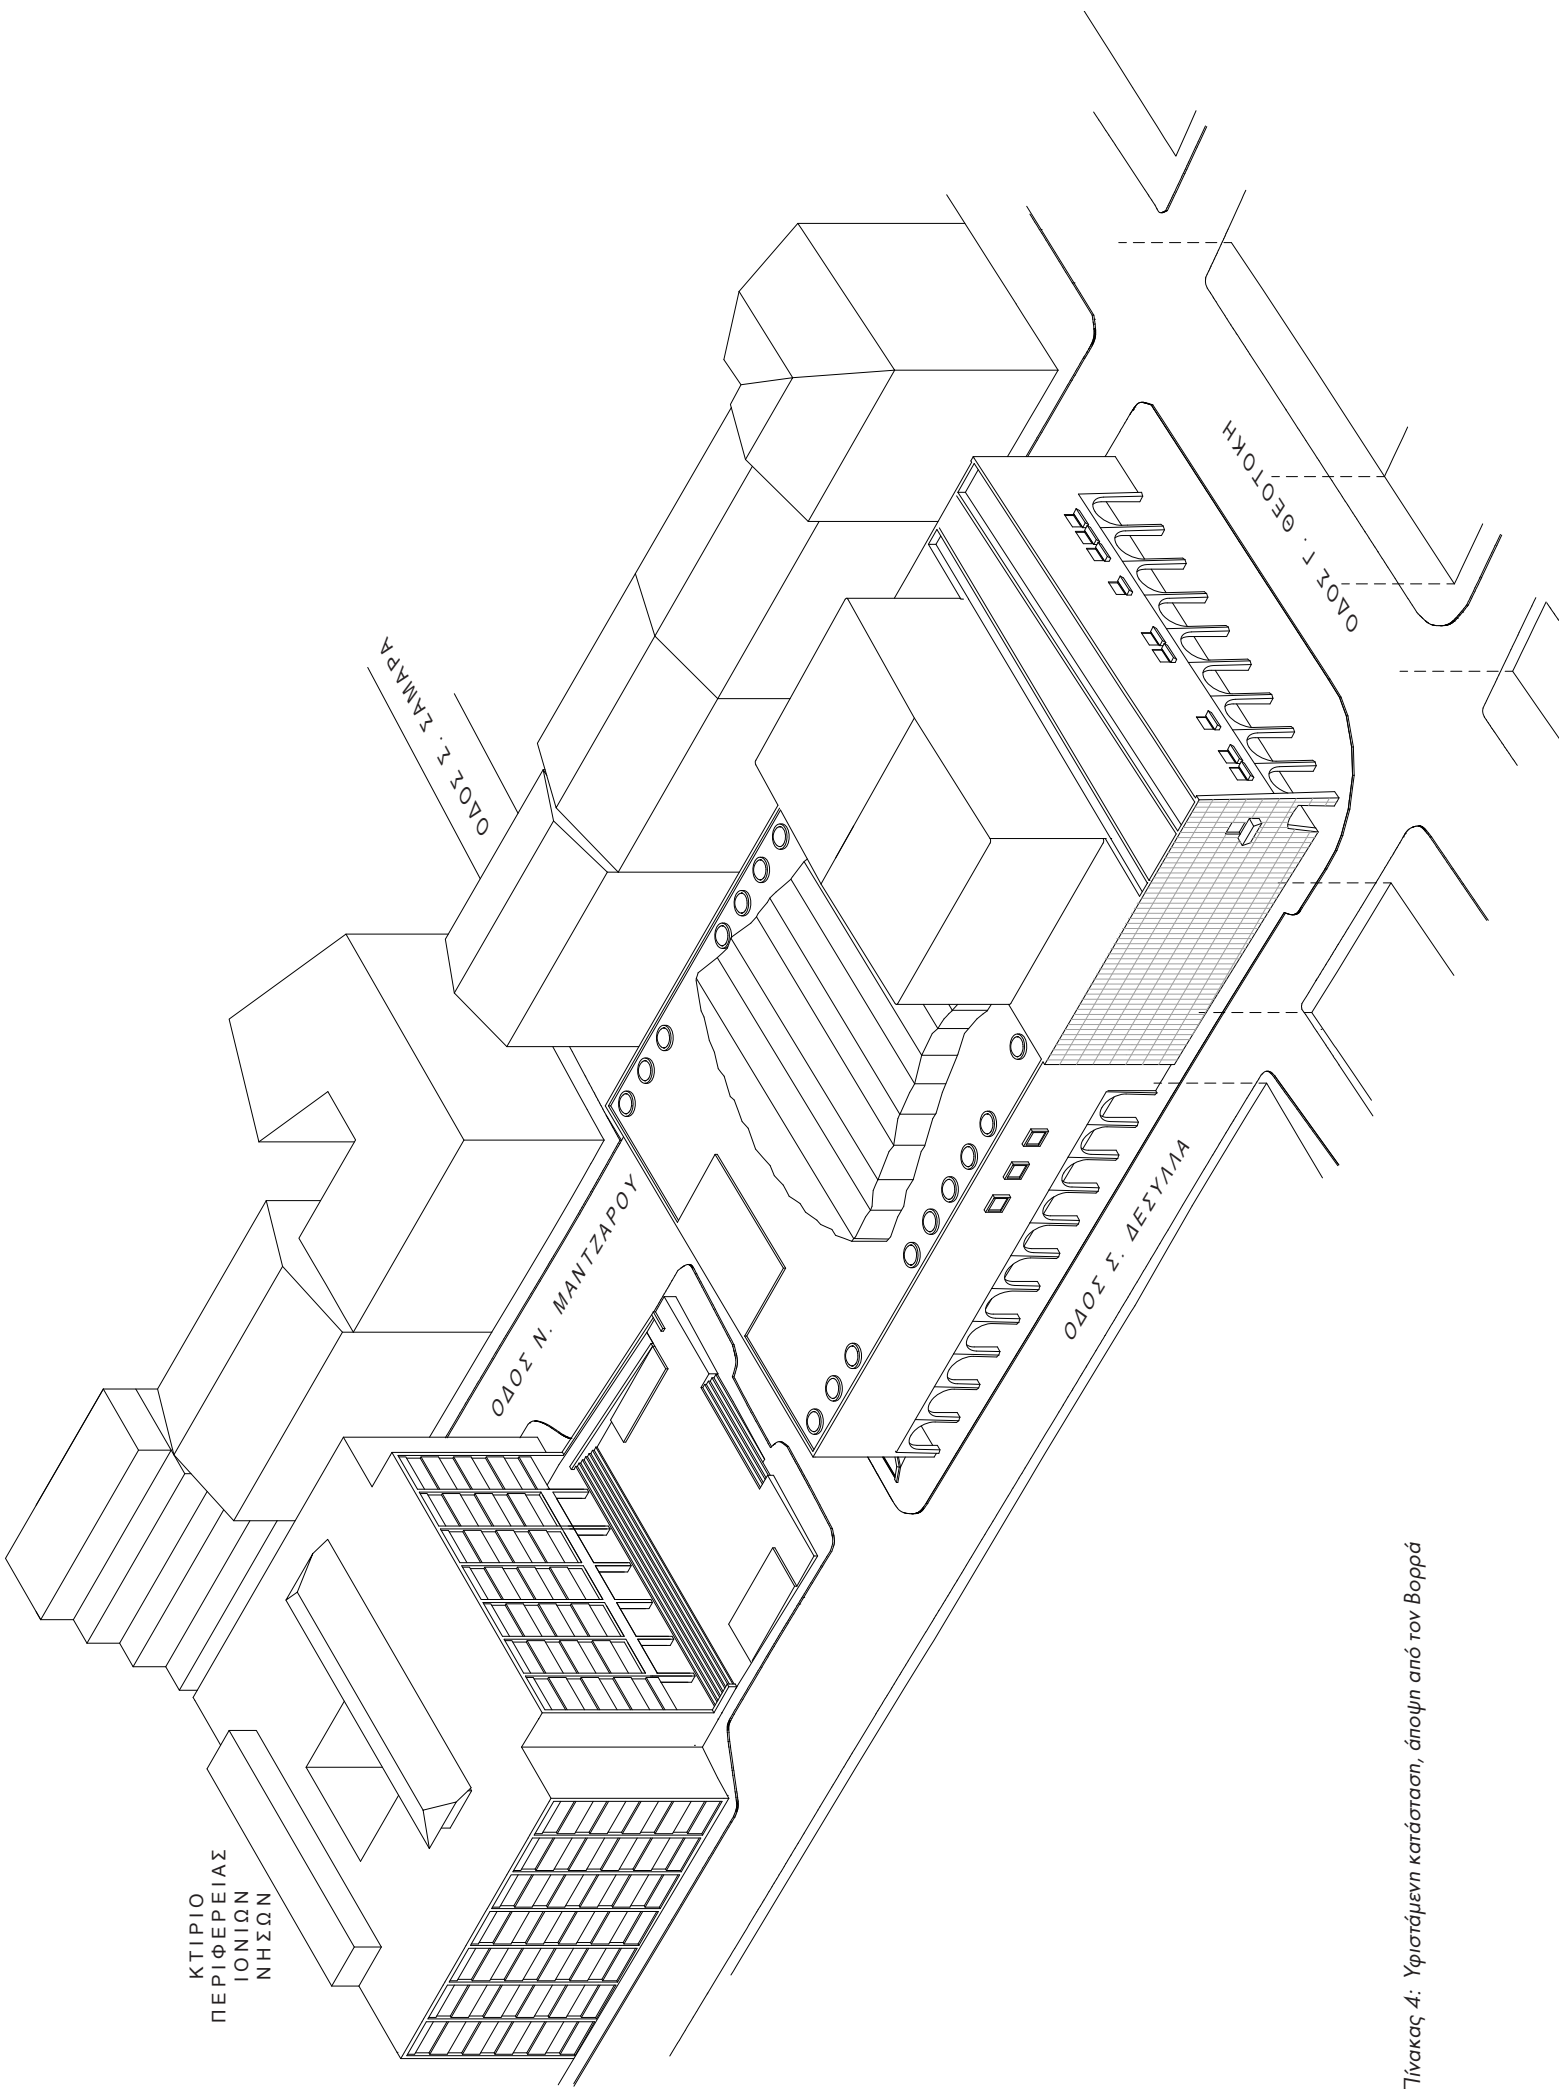 ΟΔΟΣ Σ. ΣΑΜΑΡΑ
ΟΔΟΣ Γ. ΘΕΟΤΟΚΗ
ΟΔΟΣ Ν. ΜΑΝΤΖΑΡΟΥ
ΟΔΟΣ Σ. ΔΕΣΥΛΛΑ
ΚΤΙΡΙΟ
ΠΕΡΙΦΕΡΕΙΑΣ
ΙΟΝΙΩΝ
ΝΗΣΩΝ
Πίνακας 4: Υφιστάμενη κατάσταση, άποψη από τον Βορρά